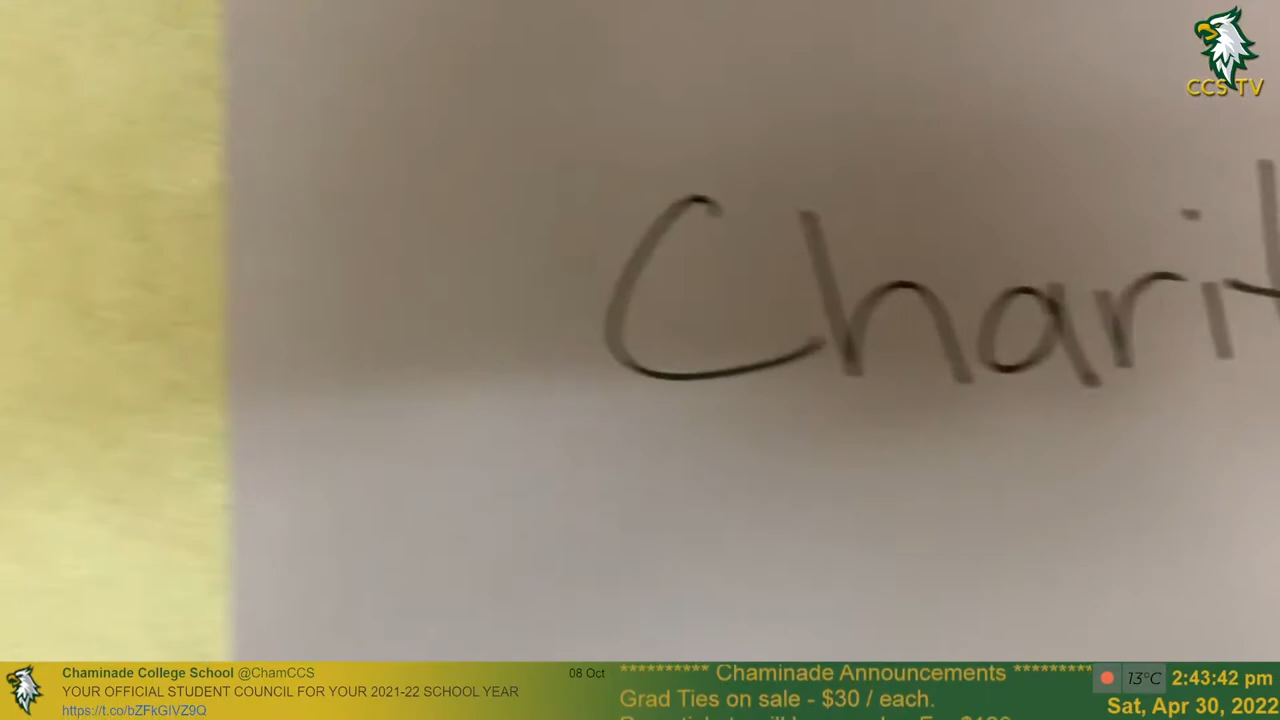 CCS TV
Charit
Chaminade College School @ChamCCS 08 Oct
YOUR OFFICIAL STUDENT COUNCIL FOR YOUR 2021-22 SCHOOL YEAR
https://t.co/bZFkGIVZ9Q
********** Chaminade Announcements *********
Grad Ties on sale - $30 / each.
13°C 2:43:42 pm
Sat, Apr 30, 2022